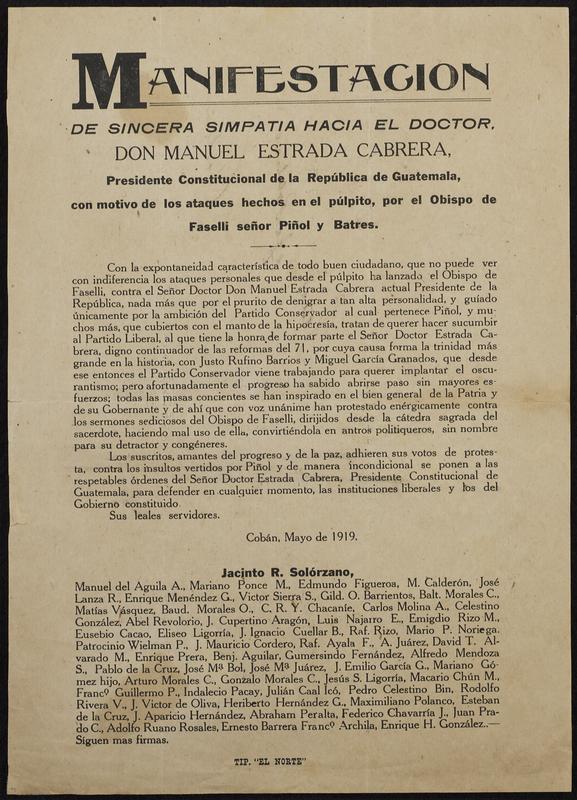 MANIFESTACION
DE SINCERA SIMPATIA HACIA EL DOCTOR,
DON MANUEL ESTRADA CABRERA,
Presidente Constitucional de la República de Guatemala,
con motivo de los ataques hechos en el púlpito, por el Obispo de
Faselli señor Piñol y Batres.
Con la expontaneidad característica de todo buen ciudadano, que no puede ver
con indiferencia los ataques personales que desde el púlpito ha lanzado el Obispo de
Faselli, contra el Señor Doctor Don Manuel Estrada Cabrera actual Presidente de la
República, nada más que por el prurito de denigrar a tan alta personalidad, y guíado
únicamente por la ambición del Partido Conservador al cual pertenece Piñol, y mu-
chos más, que cubiertos con el manto de la hipocresía, tratan de querer hacer sucumbir
al Partido Liberal, al que tiene la honra de formar parte el Señor Doctor Estrada Ca-
brera, digno continuador de las reformas del 71, por cuya causa forma la trinidad más
grande en la historia, con Justo Rufino Barrios y Miguel García Granados, que desde
ese entonces el Partido Conservador viene trabajando para querer implantar el oscu-
rantismo; pero afortunadamente el progreso ha sabido abrirse paso sin mayores es-
fuerzos; todas las masas concientes se han inspirado en el bien general de la Patria y
de su Gobernante y de ahí que con voz unánime han protestado enérgicamente contra
los sermones sediciosos del Obispo de Faselli, dirijidos desde la cátedra sagrada del
sacerdote, haciendo mal uso de ella, convirtiéndola en antros politiqueros, sin nombre
para su detractor y congéneres.
Los suscritos, amantes del progreso y de la paz, adhieren sus votos de protes-
ta, contra los insultos vertidos por Piñol y de manera incondicional se ponen a las
respetables órdenes del Señor Doctor Estrada Cabrera, Presidente Constitucional de
Guatemala, para defender en cualquier momento, las instituciones liberales y los del
Gobierno constituido
Sus leales servidores.
Cobán, Mayo de 1919.
Jacinto R. Solórzano,
Manuel del Aguila A., Mariano Ponce M., Edmundo Figueroa, M. Calderón, José
Lanza R., Enrique Menéndez G., Victor Sierra S., Gild. O. Barrientos, Balt. Morales C.,
Matías Vásquez, Baud. Morales O., C. R. Y. Chacaníe, Carlos Molina A., Celestino
González, Abel Revolorio, J. Cupertino Aragón, Luis Najarro E., Emigdio Rizo M.,
Eusebio Cacao, Eliseo Ligorría, J. Ignacio Cuellar B., Raf. Rizo, Mario P. Noriega.
Patrocinio Wielman P., J. Mauricio Cordero, Raf. Ayala F., A. Juárez, David T. Al-
varado M., Enrique Prera, Benj. Aguilar, Gumersindo Fernández, Alfredo Mendoza
S., Pablo de la Cruz, José Mª Bol, José Mª Juárez, J. Emilio García G., Mariano Gó-
mez hijo, Arturo Morales C., Gonzalo Morales C., Jesús S. Ligorría, Macario Chún M.,
Francº Guillermo P., Indalecio Pacay, Julián Caal Icó, Pedro Celestino Bin, Rodolfo
Rivera V., J. Victor de Oliva, Heriberto Hernández G., Maximiliano Polanco, Esteban
de la Cruz, J. Aparicio Hernández, Abraham Peralta, Federico Chavarría J., Juan Pra-
do C., Adolfo Ruano Rosales, Ernesto Barrera Francº Archila, Enrique H. González..—
Siguen mas firmas.
TIP. "EL NORTE"